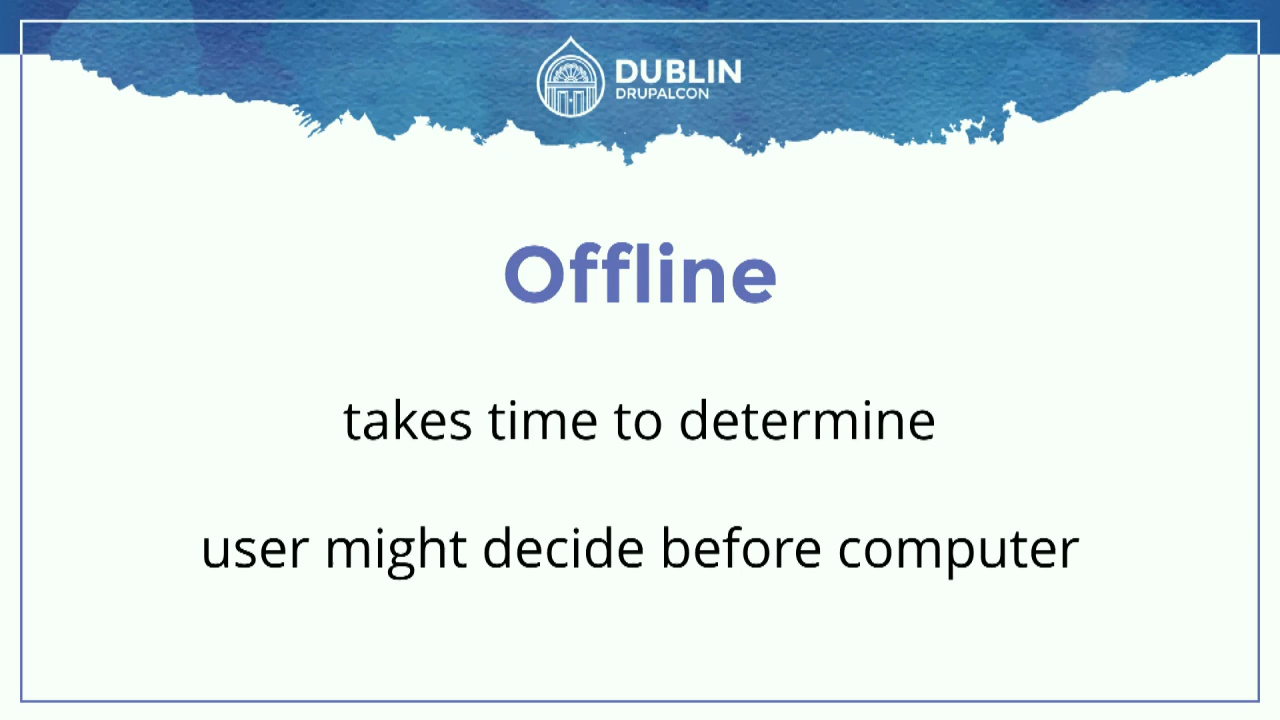 DUBLIN
DRUPALCON
Offline
takes time to determine
user might decide before computer